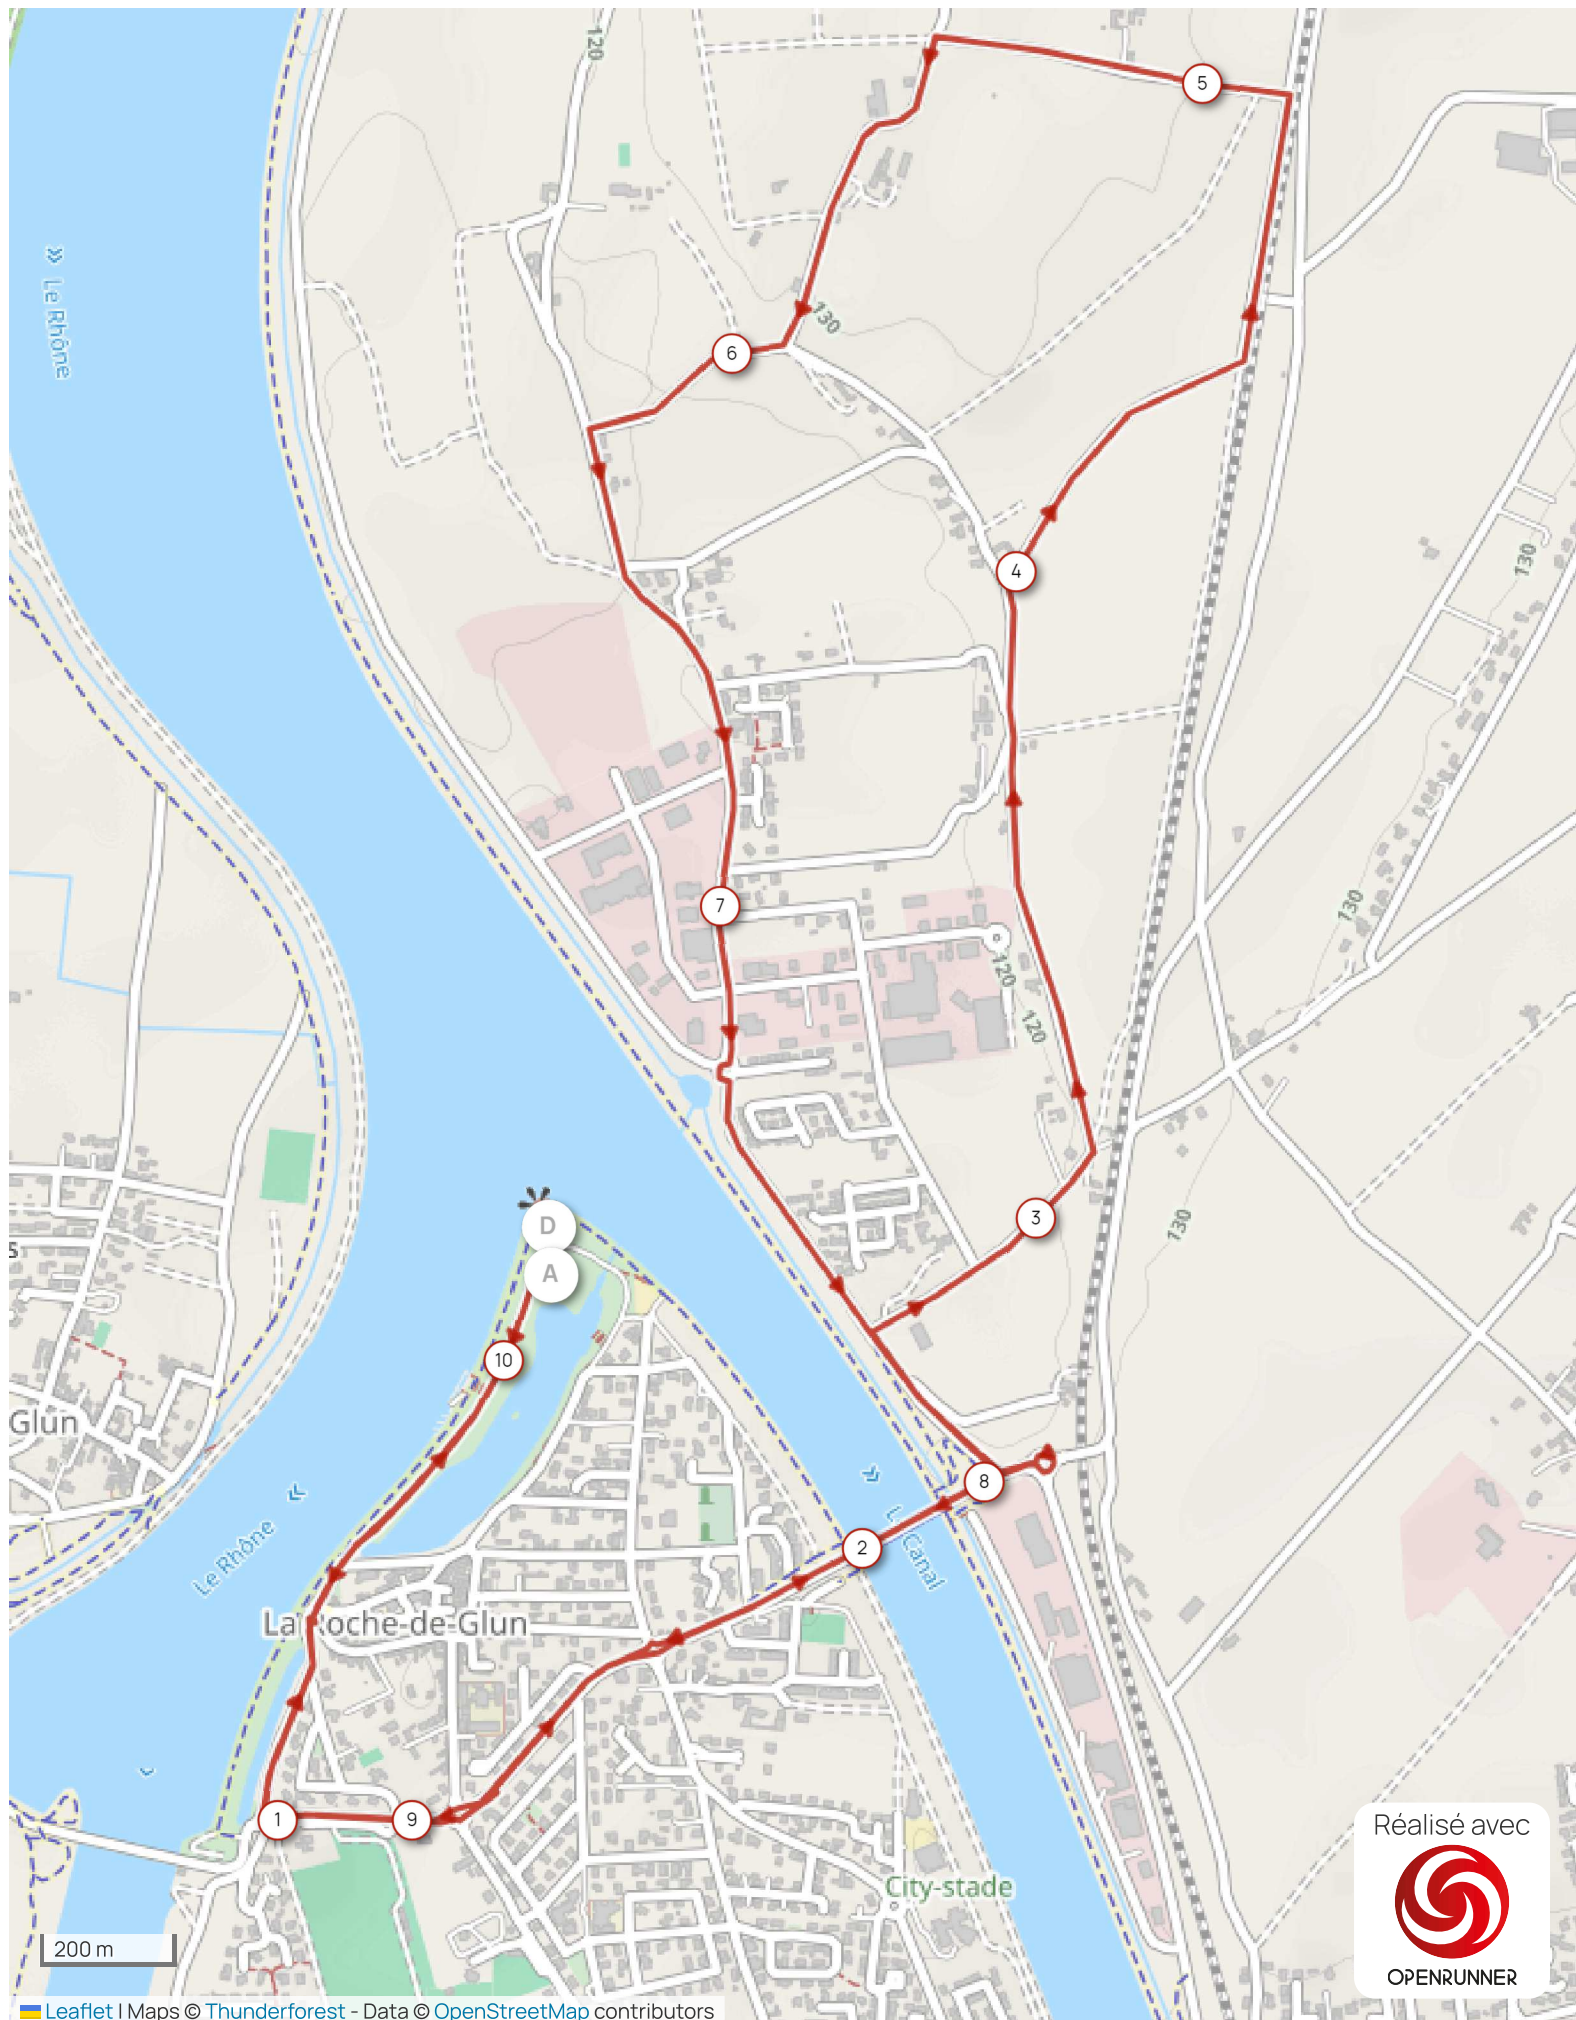 120
5
Le Rhône
130
6
4
130
7
130
120
120
3
130
D
A
10
s
Glun
8
2
Le Rhône
Canal
La Roche-de-Glun
1
9
City-stade
200 m
Réalisé avec
OPENRUNNER
Leaflet | Maps © Thunderforest - Data © OpenStreetMap contributors